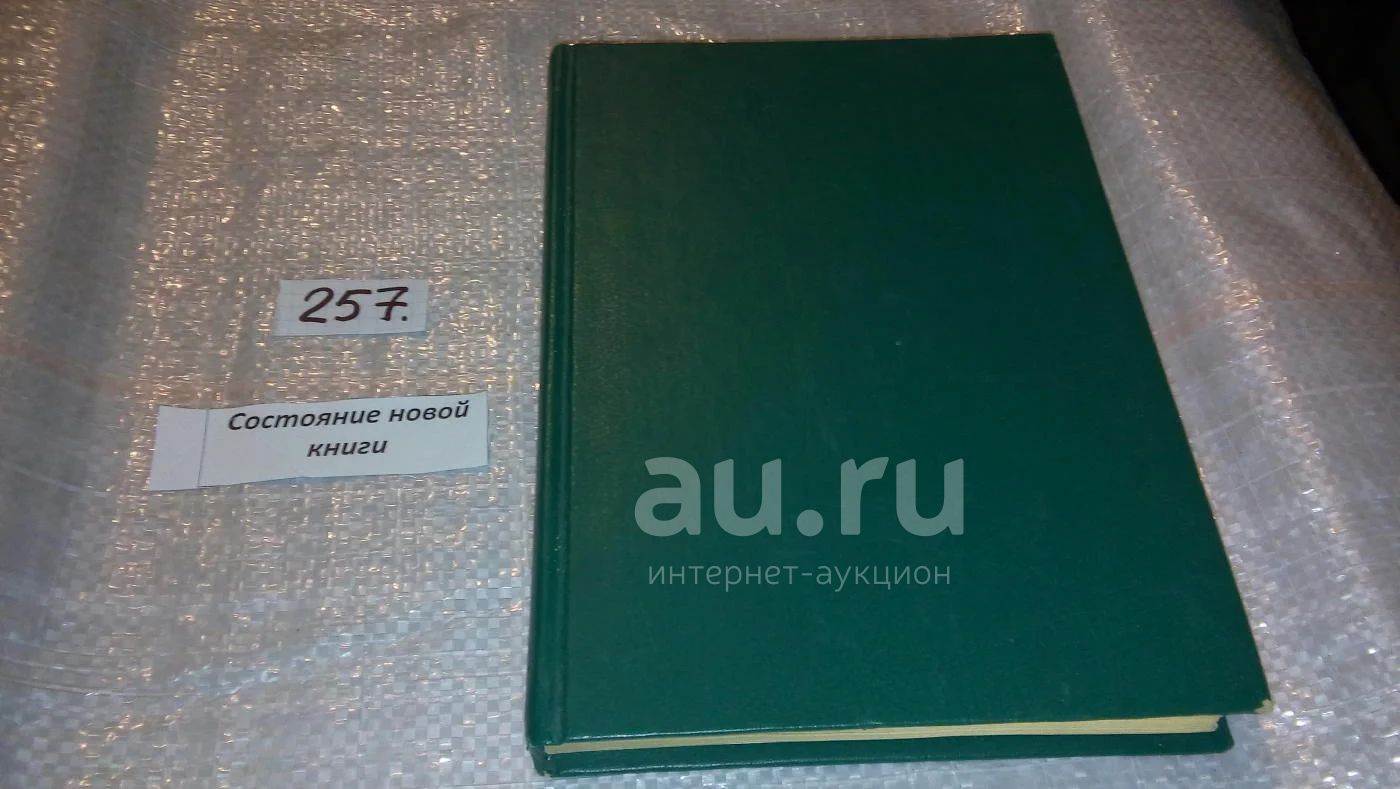 257.
Состояние новой
книги
au.ru
интернет-аукцион